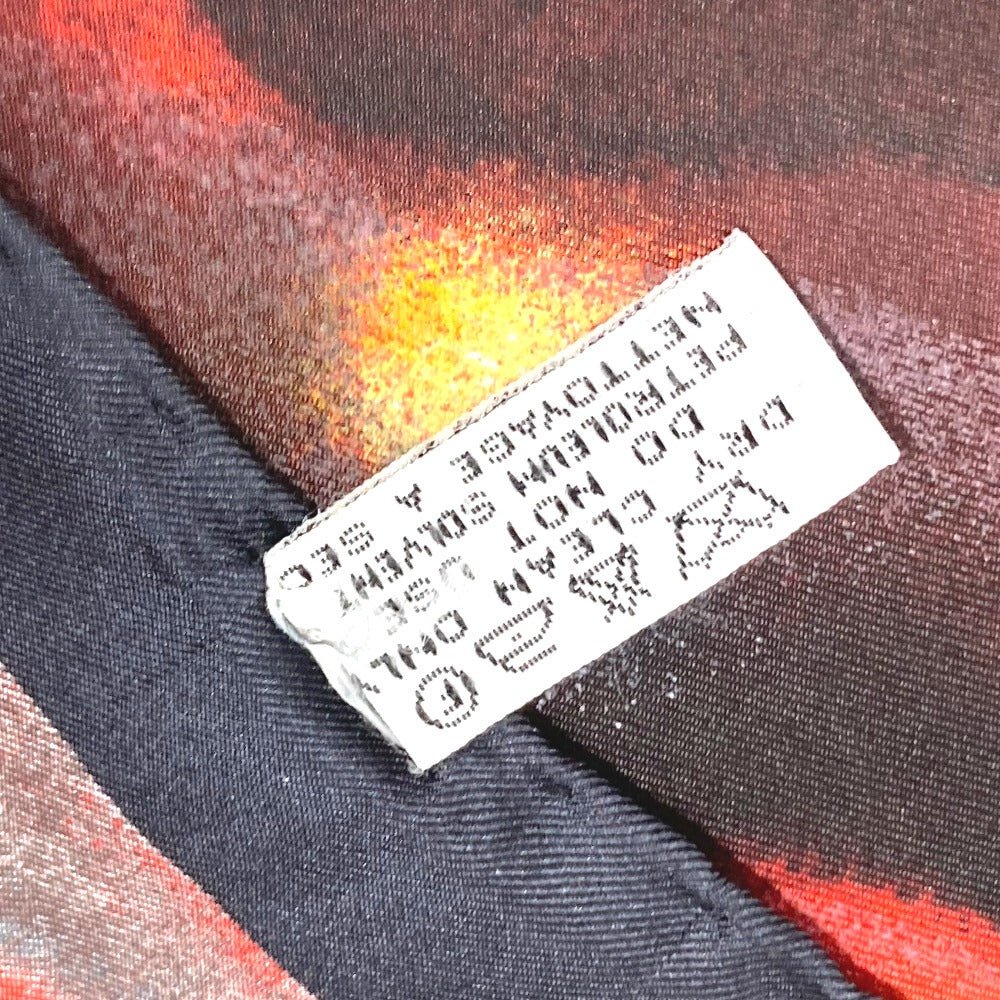 DRY CLEAN ONLY
DO NOT USE
PETROLEUM SOLVENT
NETTOYAGE A SEC